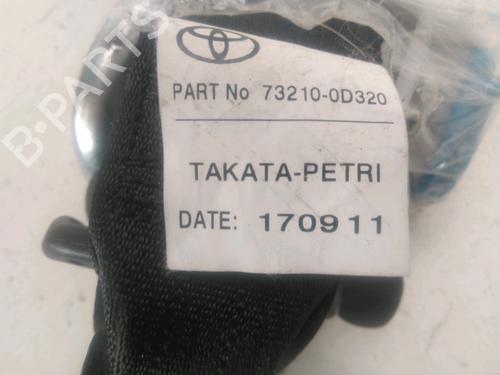 PART No 73210-0D320
TAKATA-PETRI
DATE: 170911
B-PARTS